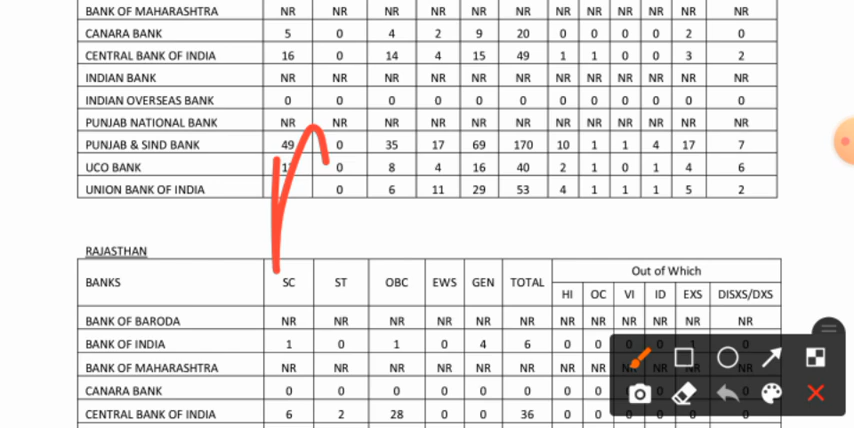 BANK OF MAHARASHTRA NR NR NR NR NR NR NR NR NR NR NR NR
CANARA BANK 5 0 4 2 9 20 0 0 0 0 2 0
CENTRAL BANK OF INDIA 16 0 14 4 15 49 1 1 0 0 3 2
INDIAN BANK NR NR NR NR NR NR NR NR NR NR NR NR
INDIAN OVERSEAS BANK 0 0 0 0 0 0 0 0 0 0 0 0
PUNJAB NATIONAL BANK NR NR NR NR NR NR NR NR NR NR NR NR
PUNJAB & SIND BANK 49 0 35 17 69 170 10 1 1 4 17 7
UCO BANK 0 8 4 16 40 2 1 0 1 4 6
UNION BANK OF INDIA 0 6 11 29 53 4 1 1 1 5 2
RAJASTHAN
BANKS SC ST OBC EWS GEN TOTAL Out of Which
HI OC VI ID EXS DISXS/DXS
BANK OF BARODA NR NR NR NR NR NR NR NR NR NR NR NR
BANK OF INDIA 1 0 1 0 4 6 0 0 0 0 1 0
BANK OF MAHARASHTRA NR NR NR NR NR NR NR NR NR NR NR NR
CANARA BANK 0 0 0 0 0 0 0 0 0 0
CENTRAL BANK OF INDIA 6 2 28 0 0 36 0 0 0 0 0 0